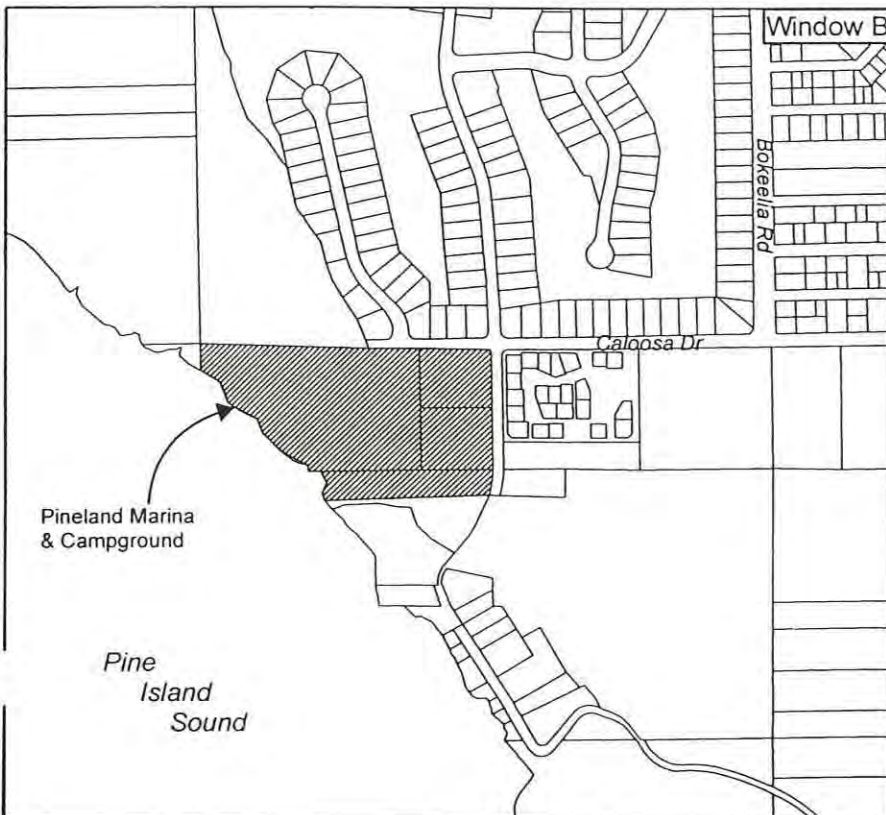 Window B
Bokeelia Rd
Caloosa Dr
Pineland Marina
& Campground
Pine
Island
Sound